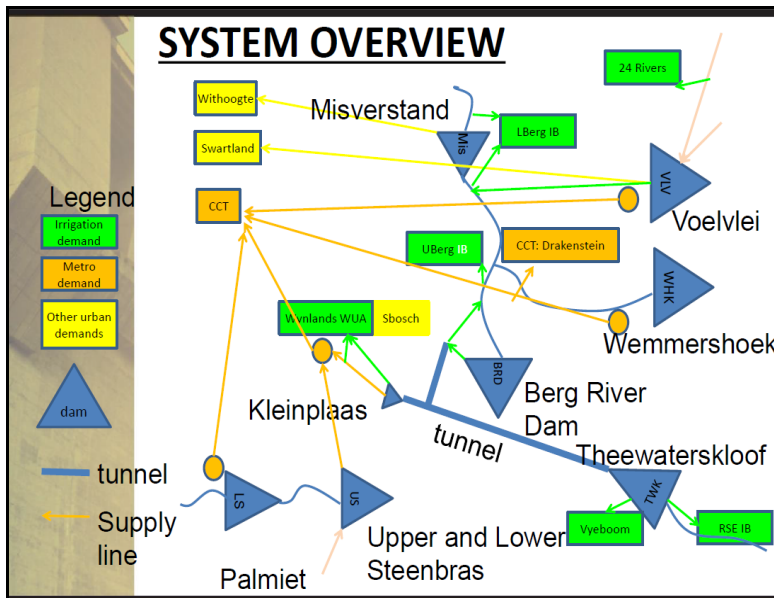 SYSTEM OVERVIEW
24 Rivers
Withoogte
Misverstand
LBerg IB
Mis
Swartland
VLV
Legend
CCT
Voelvlei
Irrigation
demand
UBerg IB
CCT: Drakenstein
Metro
demand
WHK
Other urban
demands
Wynlands WUA
Sbosch
Wemmershoek
BRD
Kleinplaas
Berg River
Dam
dam
tunnel
Theewaterskloof
tunnel
LS
US
TWK
Supply
line
Vyeboom
RSE IB
Upper and Lower
Steenbras
Palmiet